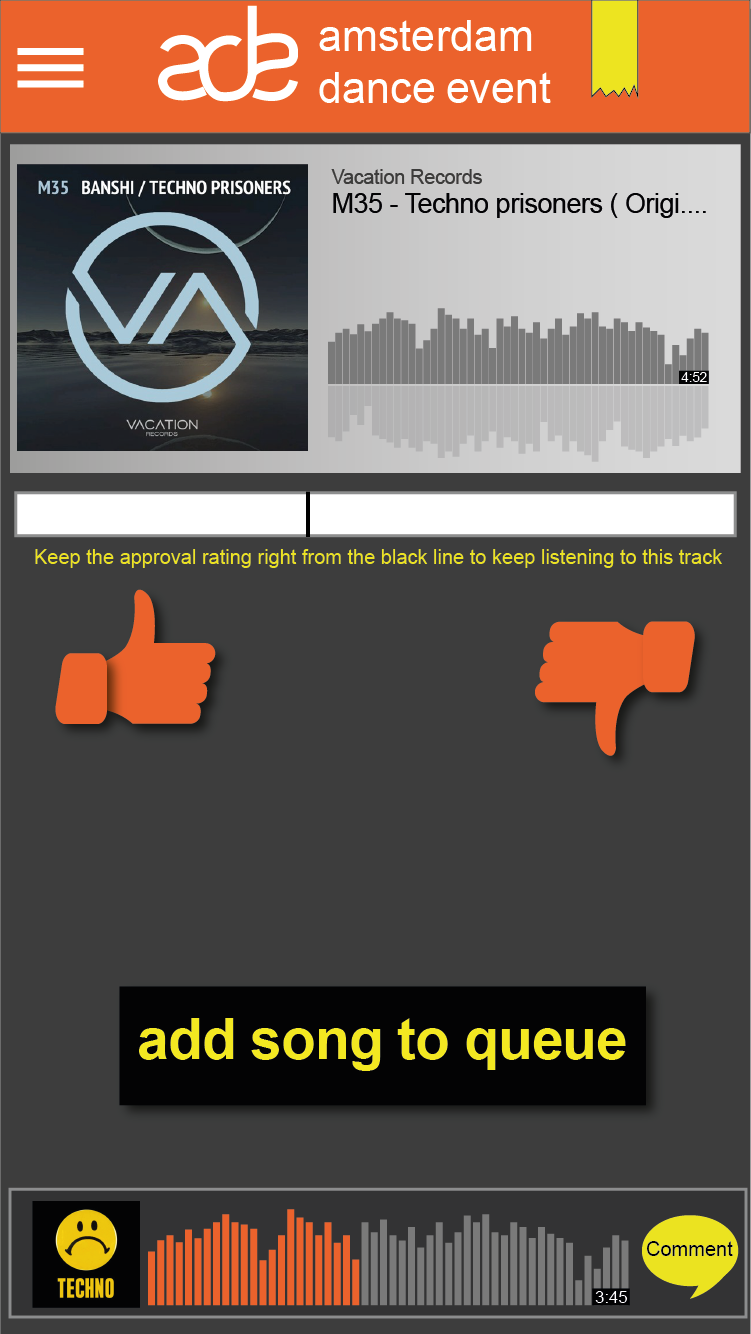 ade
amsterdam
dance event
M35 BANSHI / TECHNO PRISONERS
VA
VACATION
RECORDS
Vacation Records
M35 - Techno prisoners ( Origi....
4:52
Keep the approval rating right from the black line to keep listening to this track
add song to queue
TECHNO
3:45
Comment